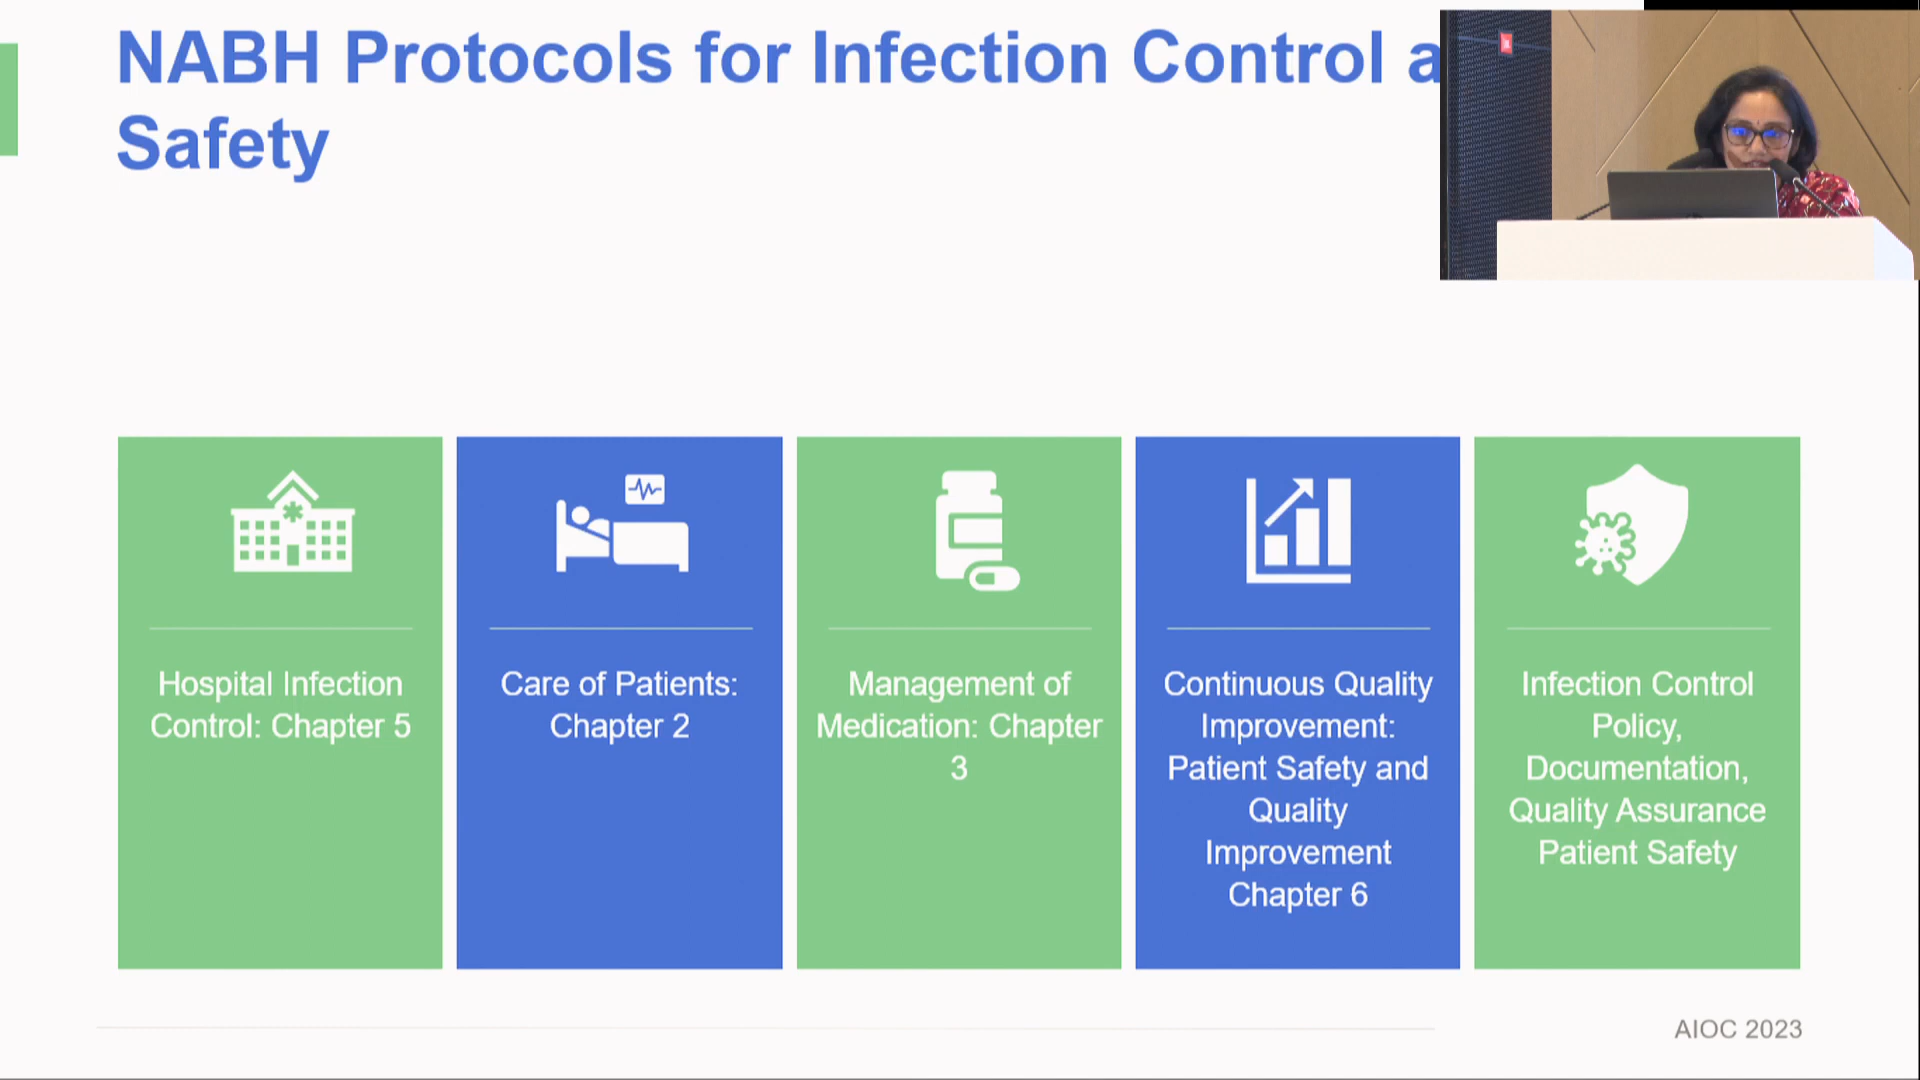 NABH Protocols for Infection Control a
Safety
Hospital Infection
Control: Chapter 5
Care of Patients:
Chapter 2
Management of
Medication: Chapter
3
Continuous Quality
Improvement:
Patient Safety and
Quality
Improvement
Chapter 6
Infection Control
Policy,
Documentation,
Quality Assurance
Patient Safety
AIOC 2023